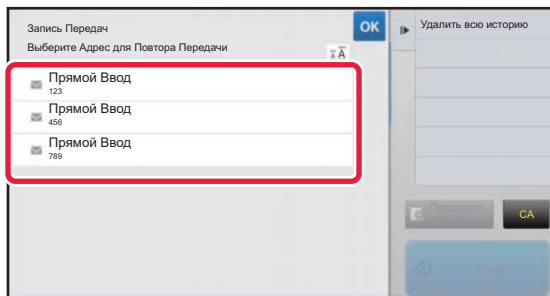 Запись Передач
OK
Выберите Адрес для Повтора Передачи
Прямой Ввод
123
Прямой Ввод
456
Прямой Ввод
789
Удалить всю историю
Предварит.
CA
Старт